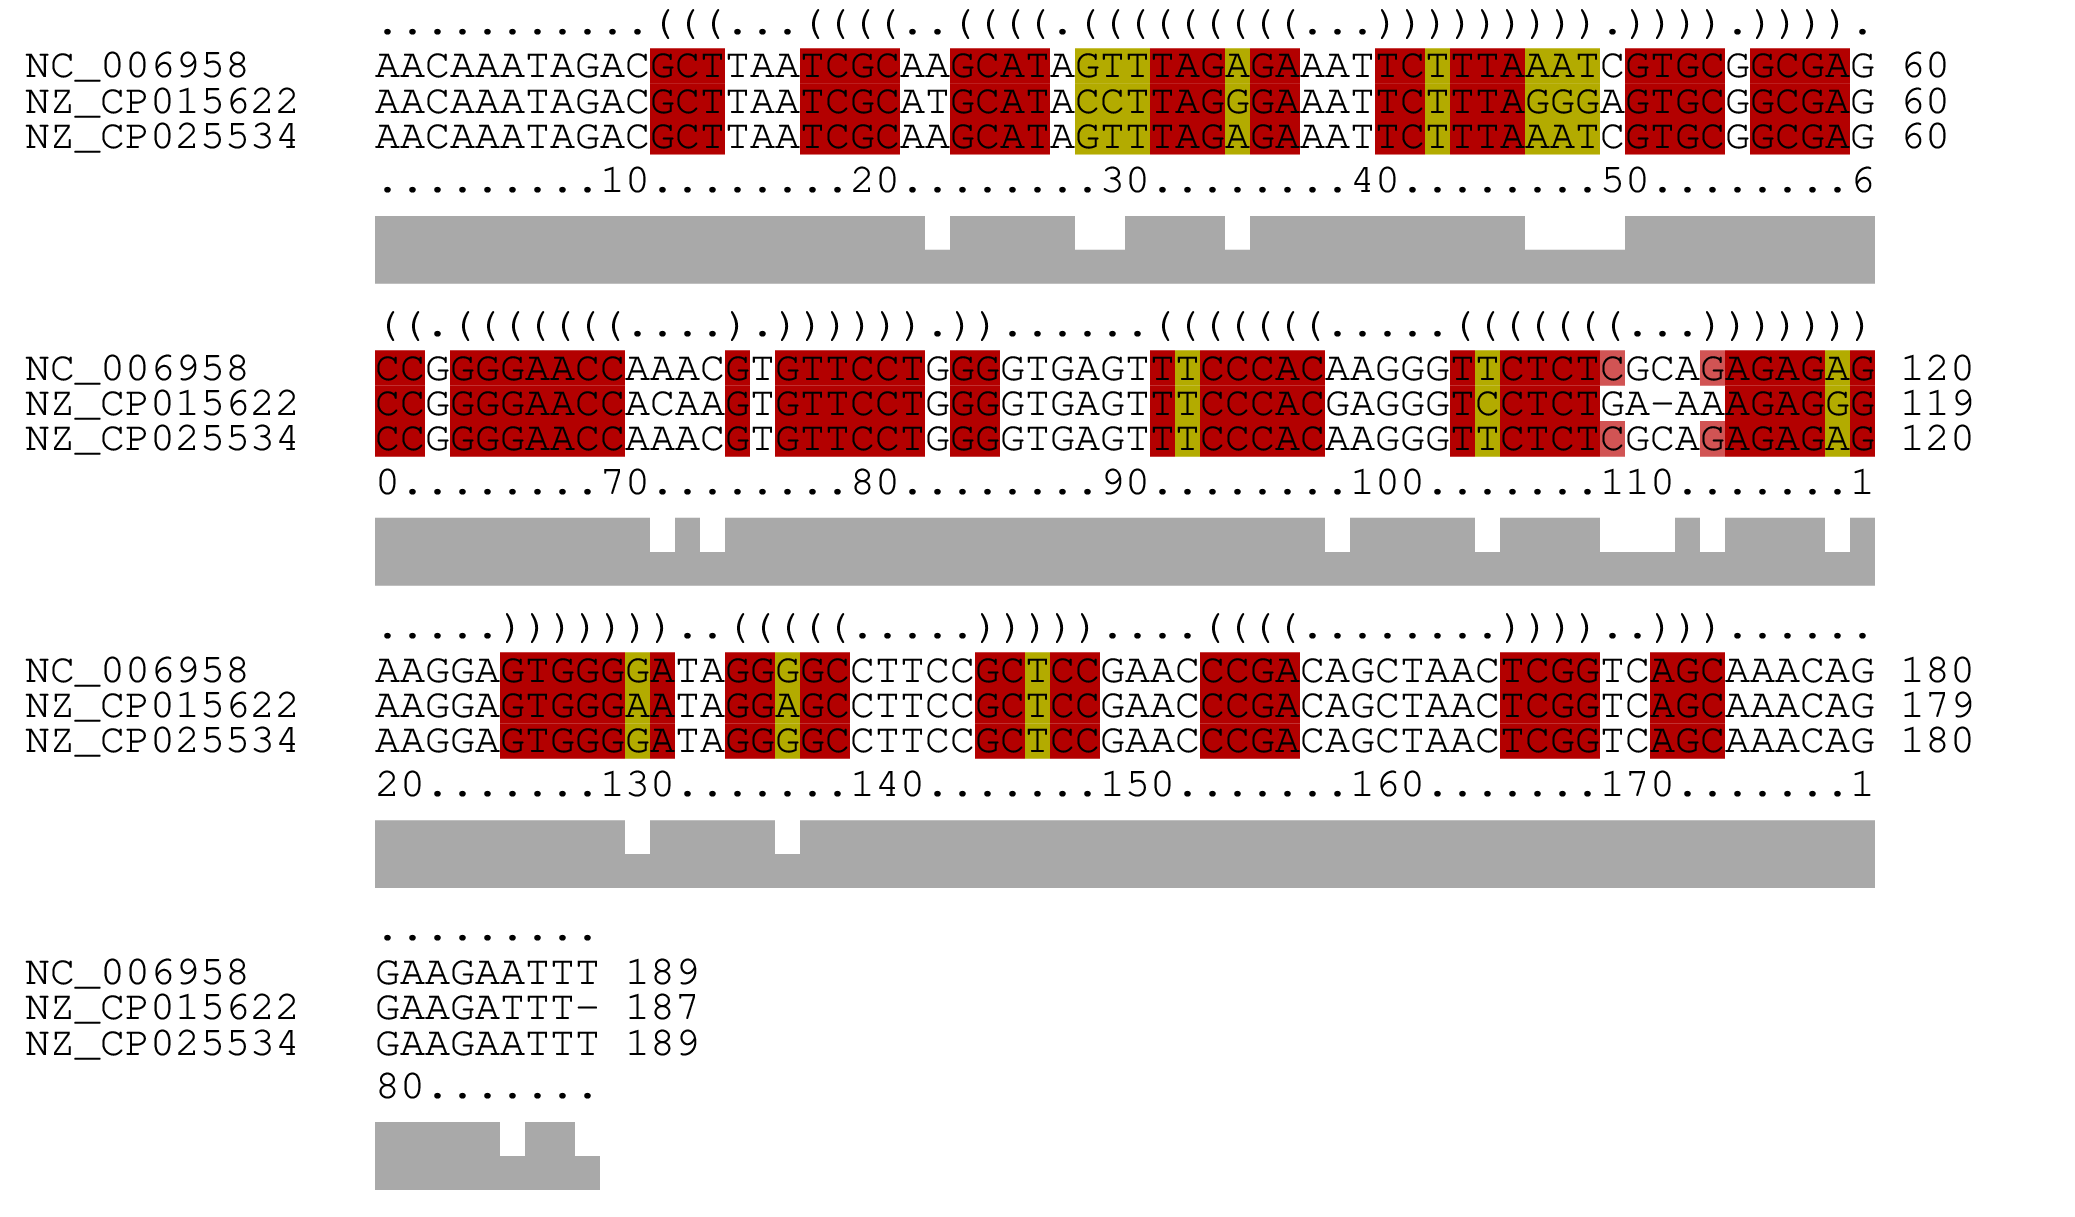 ...........(((...((((..((((.(((((((((...))))))))).)))).)))).
NC_006958 AACAAATAGACGCTTAATCGCAAGCATAGTTTAGAGAAATTCTTTAAATCGTGCGGCGAG 60
NZ_CP015622 AACAAATAGACGCTTAATCGCATGCATACCTTAGGGAAATTCTTTAGGGAGTGCGGCGAG 60
NZ_CP025534 AACAAATAGACGCTTAATCGCAAGCATAGTTTAGAGAAATTCTTTAAATCGTGCGGCGAG 60
.........10........20........30........40........50........6
((.(((((((....).)))))).))......(((((((.....(((((((...)))))))
NC_006958 CCGGGGAACCAAACGTGTTCCTGGGGTGAGTTTCCCACAAGGGTTCTCTCGCAGAGAGAG 120
NZ_CP015622 CCGGGGAACCACAAGTGTTCCTGGGGTGAGTTTCCCACGAGGGTCCTCTGA-AAAGAGGG 119
NZ_CP025534 CCGGGGAACCAAACGTGTTCCTGGGGTGAGTTTCCCACAAGGGTTCTCTCGCAGAGAGAG 120
0........70........80........90........100.......110.......1
.....)))))))..(((((.....)))))....((((........))))..)))......
NC_006958 AAGGAGTGGGGATAGGGGCCTTCCGCTCCGAACCCGACAGCTAACTCGGTCAGCAAACAG 180
NZ_CP015622 AAGGAGTGGGAATAGGAGCCTTCCGCTCCGAACCCGACAGCTAACTCGGTCAGCAAACAG 179
NZ_CP025534 AAGGAGTGGGGATAGGGGCCTTCCGCTCCGAACCCGACAGCTAACTCGGTCAGCAAACAG 180
20.......130.......140.......150.......160.......170.......1
.........
NC_006958 GAAGAATTT 189
NZ_CP015622 GAAGATTT- 187
NZ_CP025534 GAAGAATTT 189
80.......